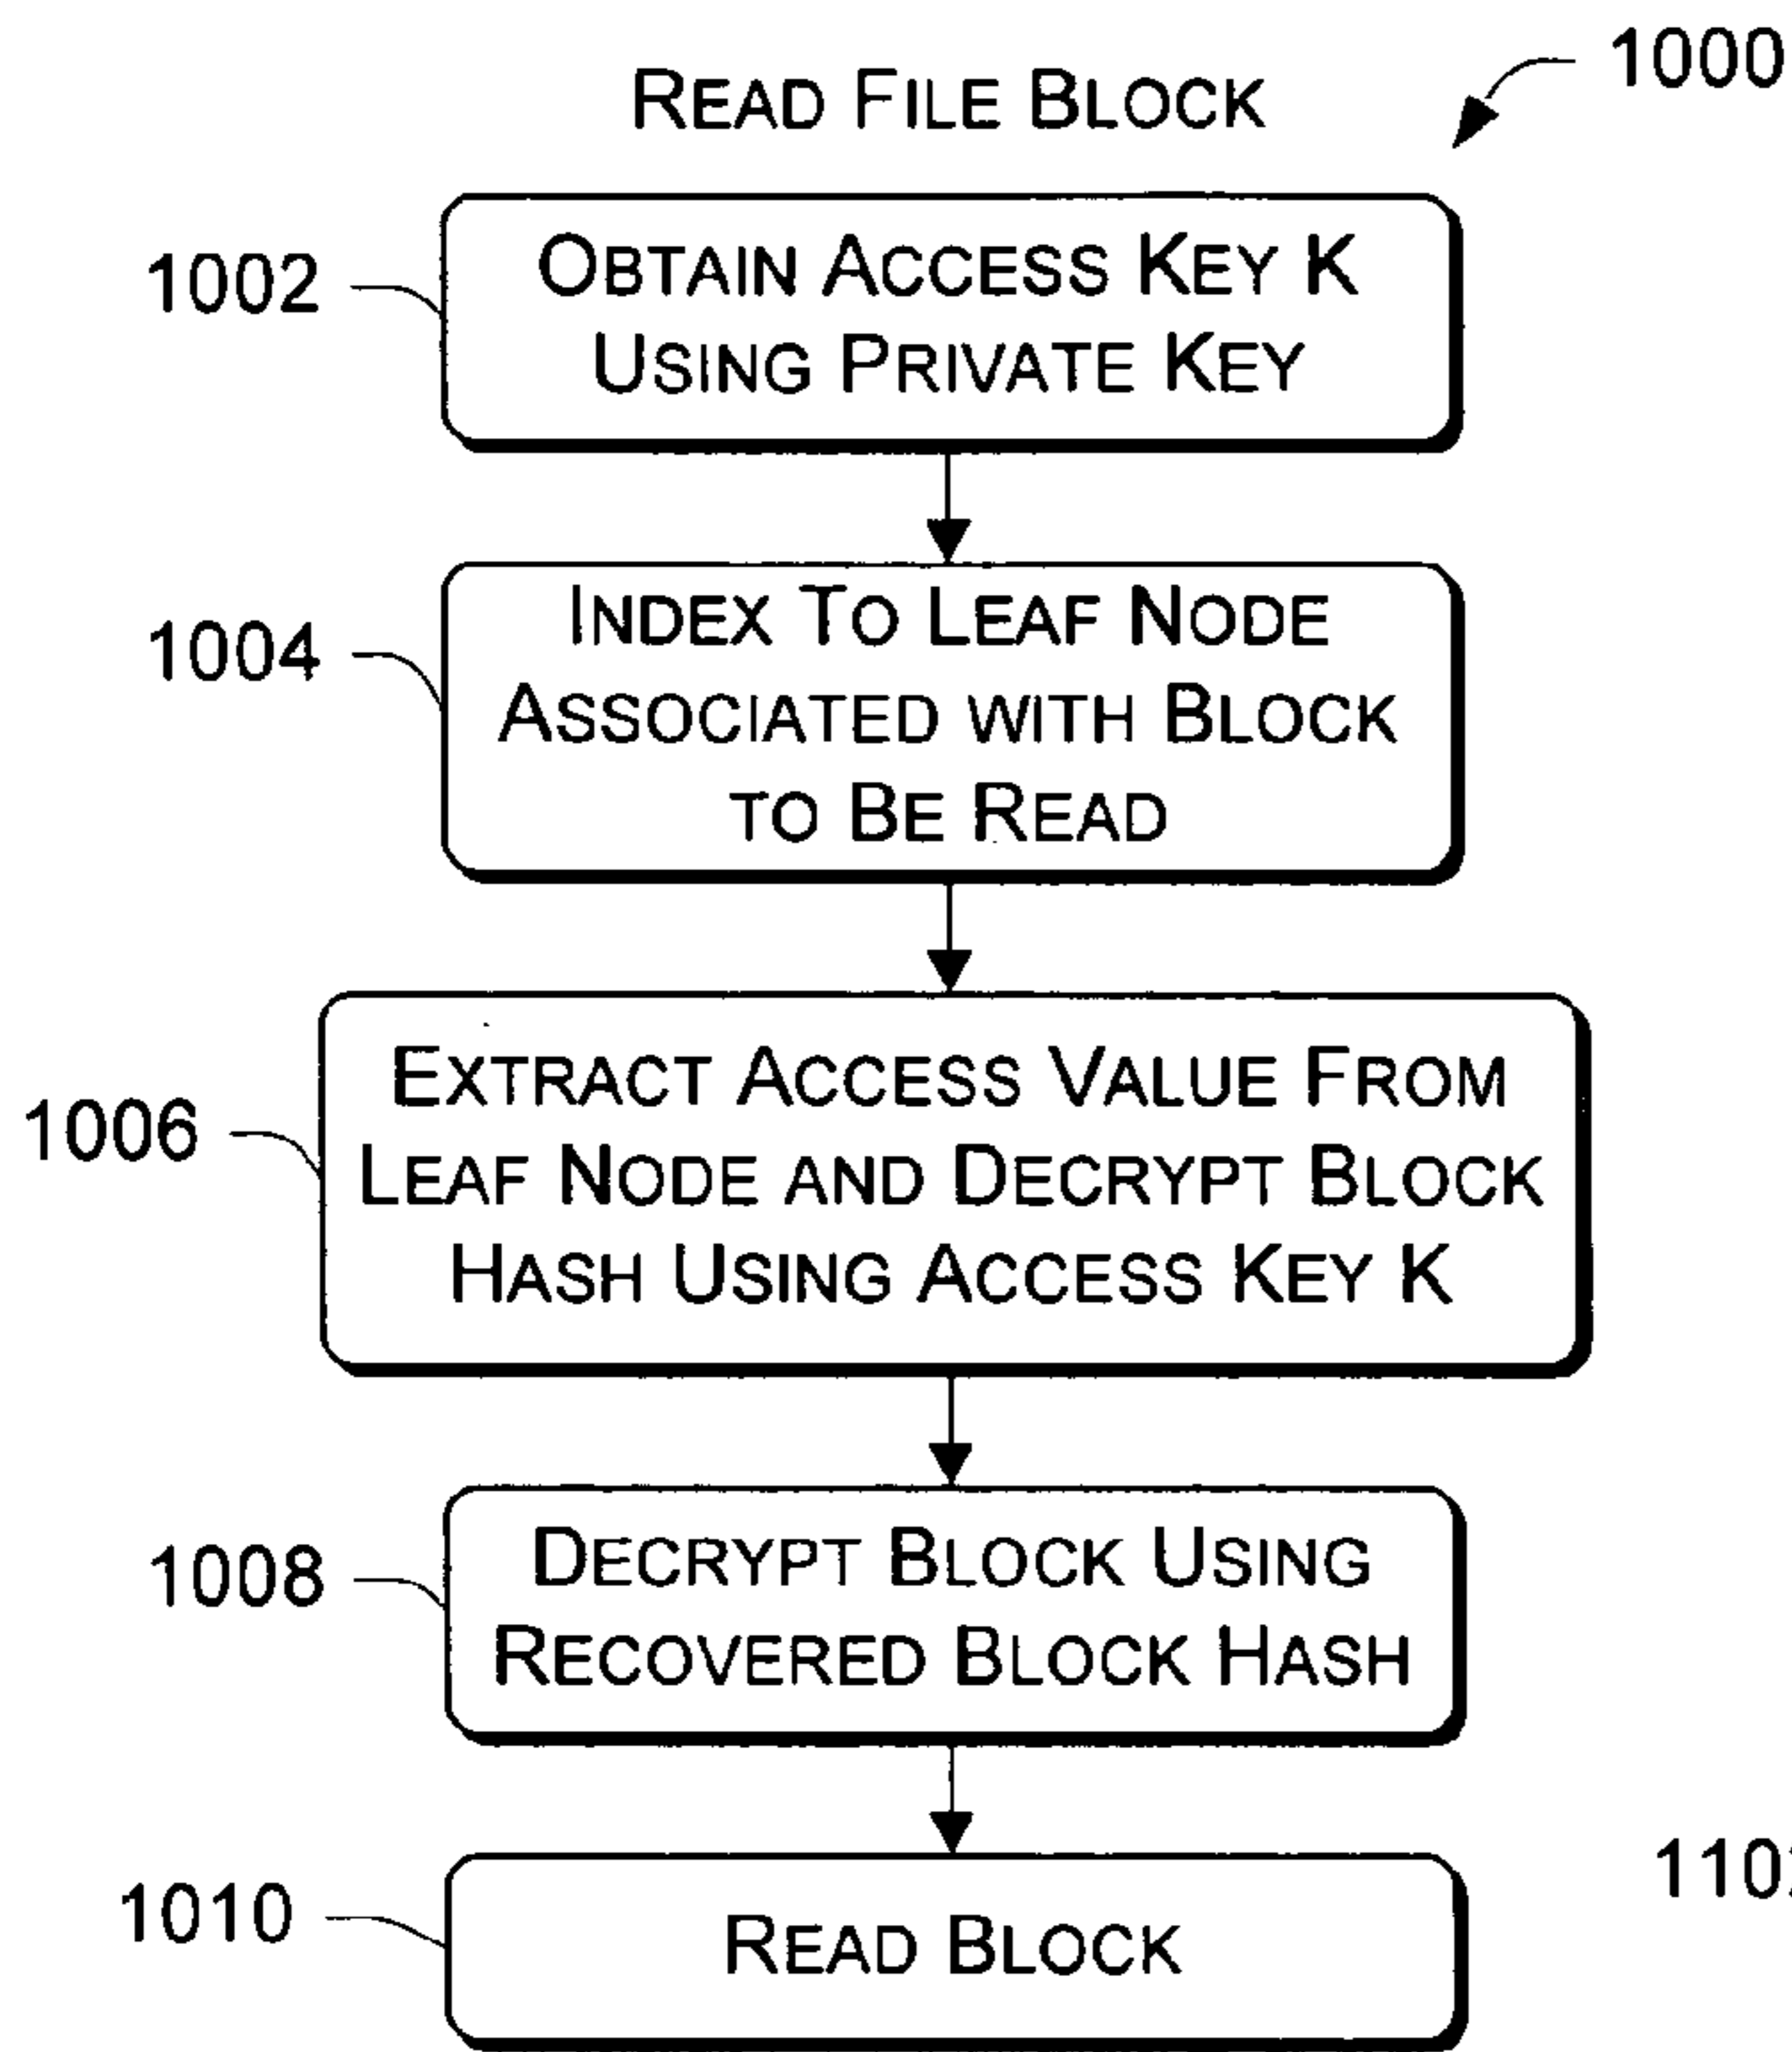 1000
READ FILE BLOCK
1002
OBTAIN ACCESS KEY K
USING PRIVATE KEY
1004
INDEX TO LEAF NODE
ASSOCIATED WITH BLOCK
TO BE READ
1006
EXTRACT ACCESS VALUE FROM
LEAF NODE AND DECRYPT BLOCK
HASH USING ACCESS KEY K
1008
DECRYPT BLOCK USING
RECOVERED BLOCK HASH
1010
READ BLOCK